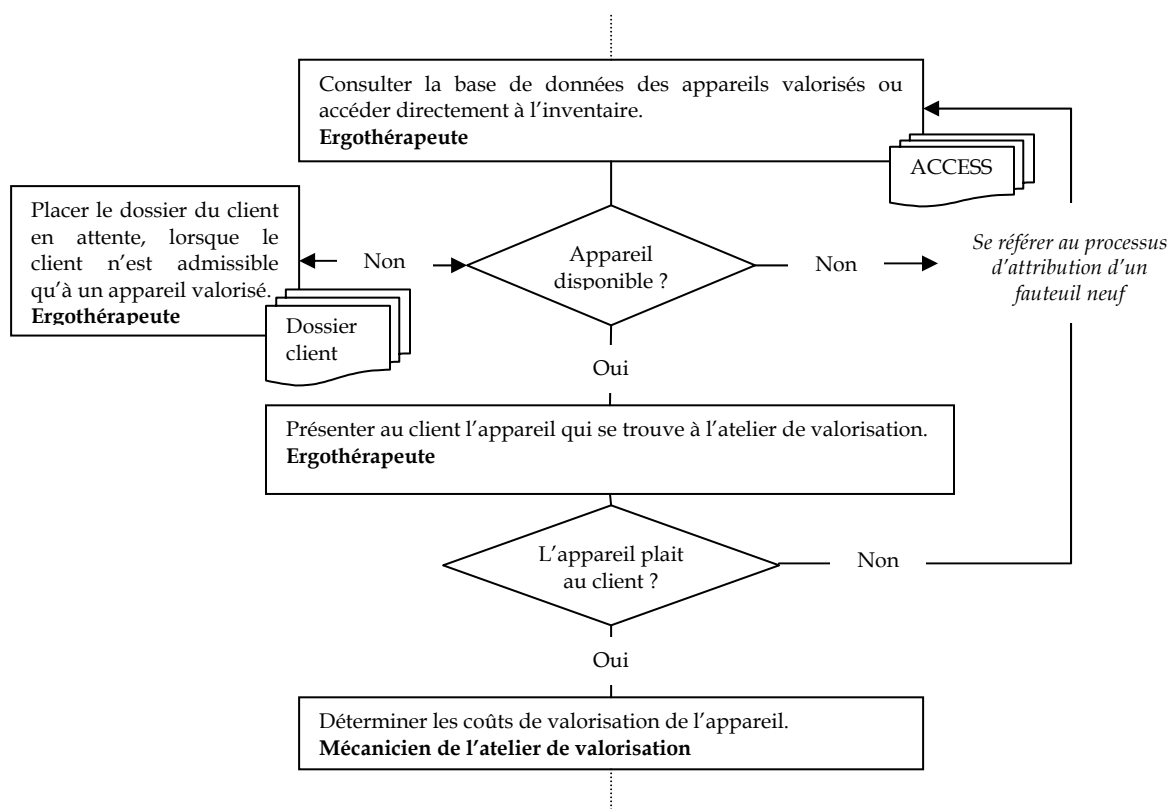 Consulter la base de données des appareils valorisés ou
accéder directement à l'inventaire.
Ergothérapeute
ACCESS
Placer le dossier du client
en attente, lorsque le
client n'est admissible
qu'à un appareil valorisé.
Ergothérapeute
Dossier
client
Non
Appareil
disponible ?
Non
Se référer au processus
d'attribution d'un
fauteuil neuf
Oui
Présenter au client l'appareil qui se trouve à l'atelier de valorisation.
Ergothérapeute
L'appareil plait
au client ?
Non
Oui
Déterminer les coûts de valorisation de l'appareil.
Mécanicien de l'atelier de valorisation